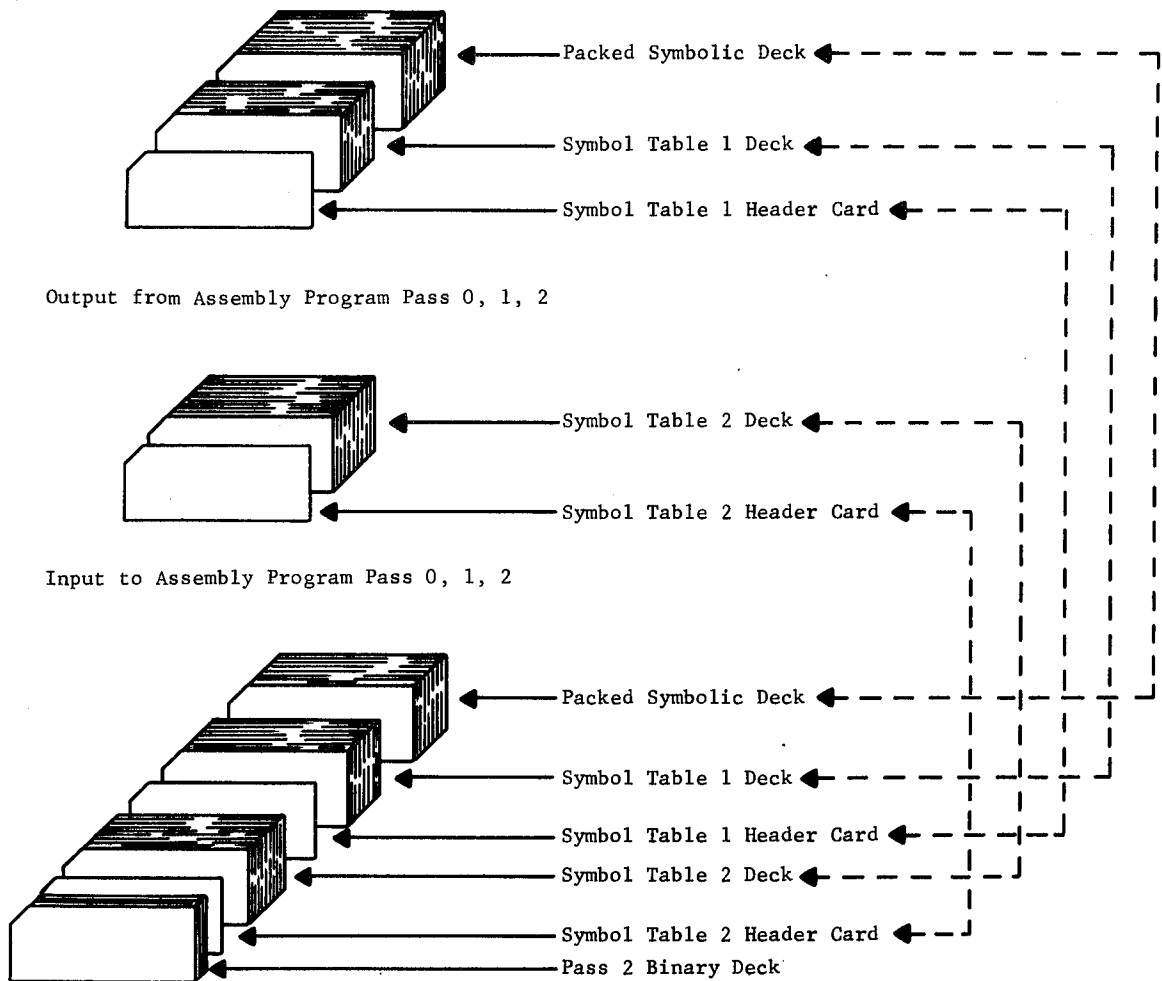 Packed Symbolic Deck
Symbol Table 1 Deck
Symbol Table 1 Header Card
Output from Assembly Program Pass 0, 1, 2
Symbol Table 2 Deck
Symbol Table 2 Header Card
Input to Assembly Program Pass 0, 1, 2
Packed Symbolic Deck
Symbol Table 1 Deck
Symbol Table 1 Header Card
Symbol Table 2 Deck
Symbol Table 2 Header Card
Pass 2 Binary Deck